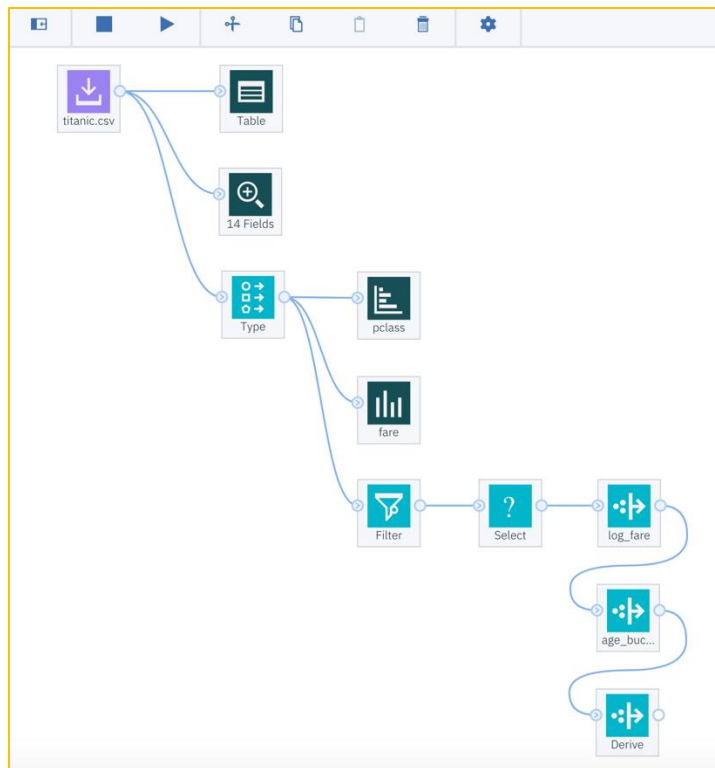 titanic.csv
Table
14 Fields
Type
pclass
fare
Filter
?
Select
log_fare
age_buc...
Derive